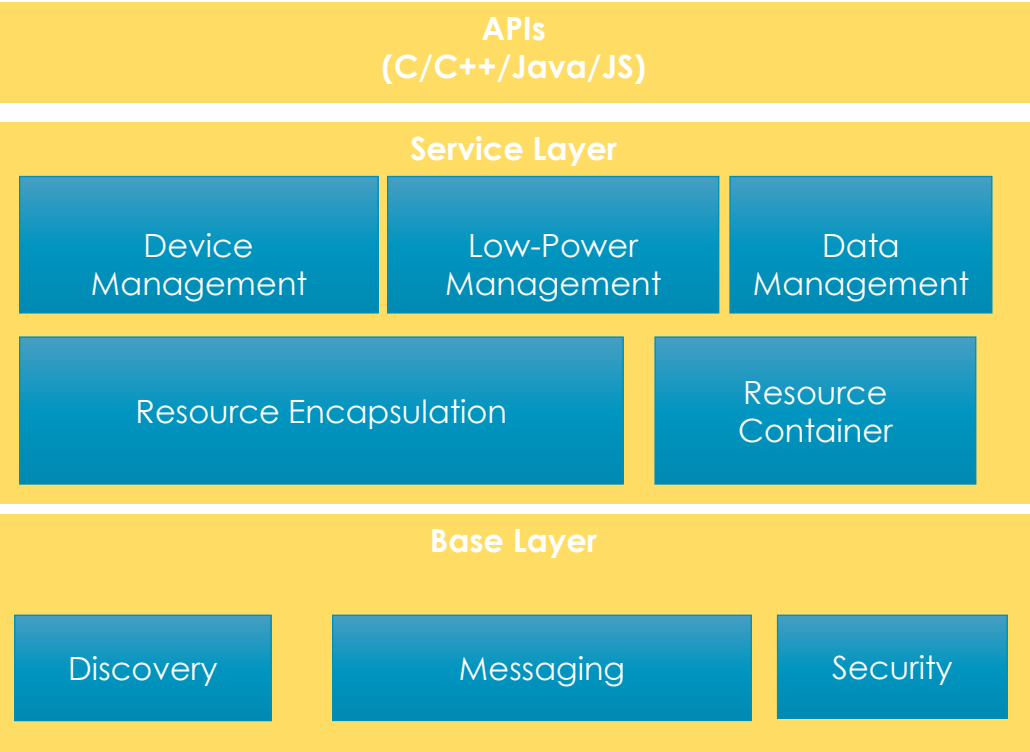 APIs
(C/C++/Java/JS)
Service Layer
Device
Management
Low-Power
Management
Data
Management
Resource Encapsulation
Resource
Container
Base Layer
Discovery
Messaging
Security